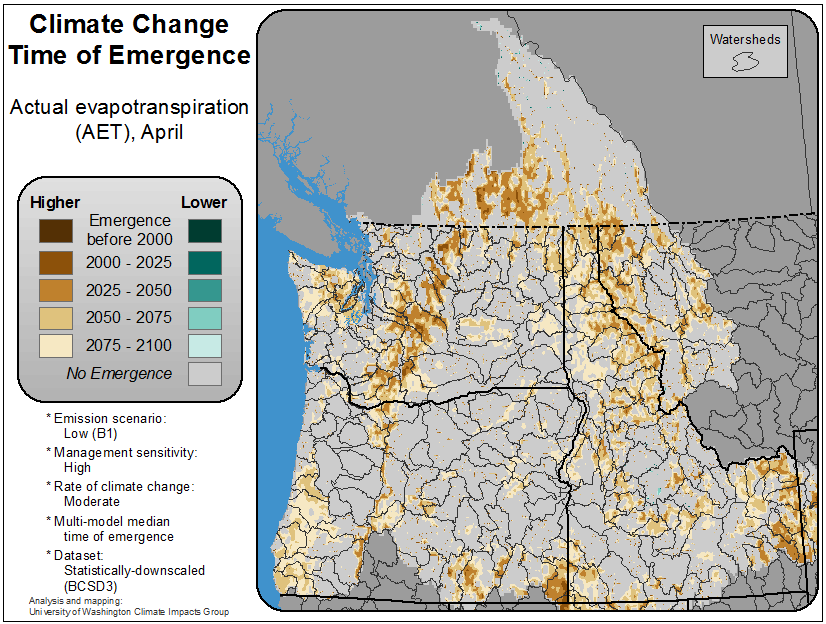 Climate Change
Time of Emergence
Actual evapotranspiration
(AET), April
Higher
Lower
Emergence
before 2000
2000 - 2025
2025 - 2050
2050 - 2075
2075 - 2100
No Emergence
* Emission scenario:
Low (B1)
* Management sensitivity:
High
* Rate of climate change:
Moderate
* Multi-model median
time of emergence
* Dataset:
Statistically-downscaled
(BCSD3)
Analysis and mapping:
University of Washington Climate Impacts Group
Watersheds